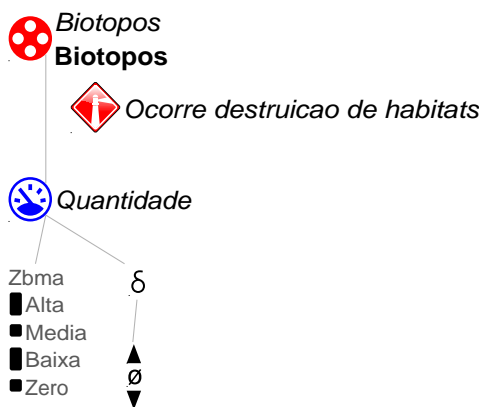 Biotopos
Biotopos
Ocorre destruicao de habitats
Quantidade
Zbma
δ
Alta
Media
Baixa
ø
Zero